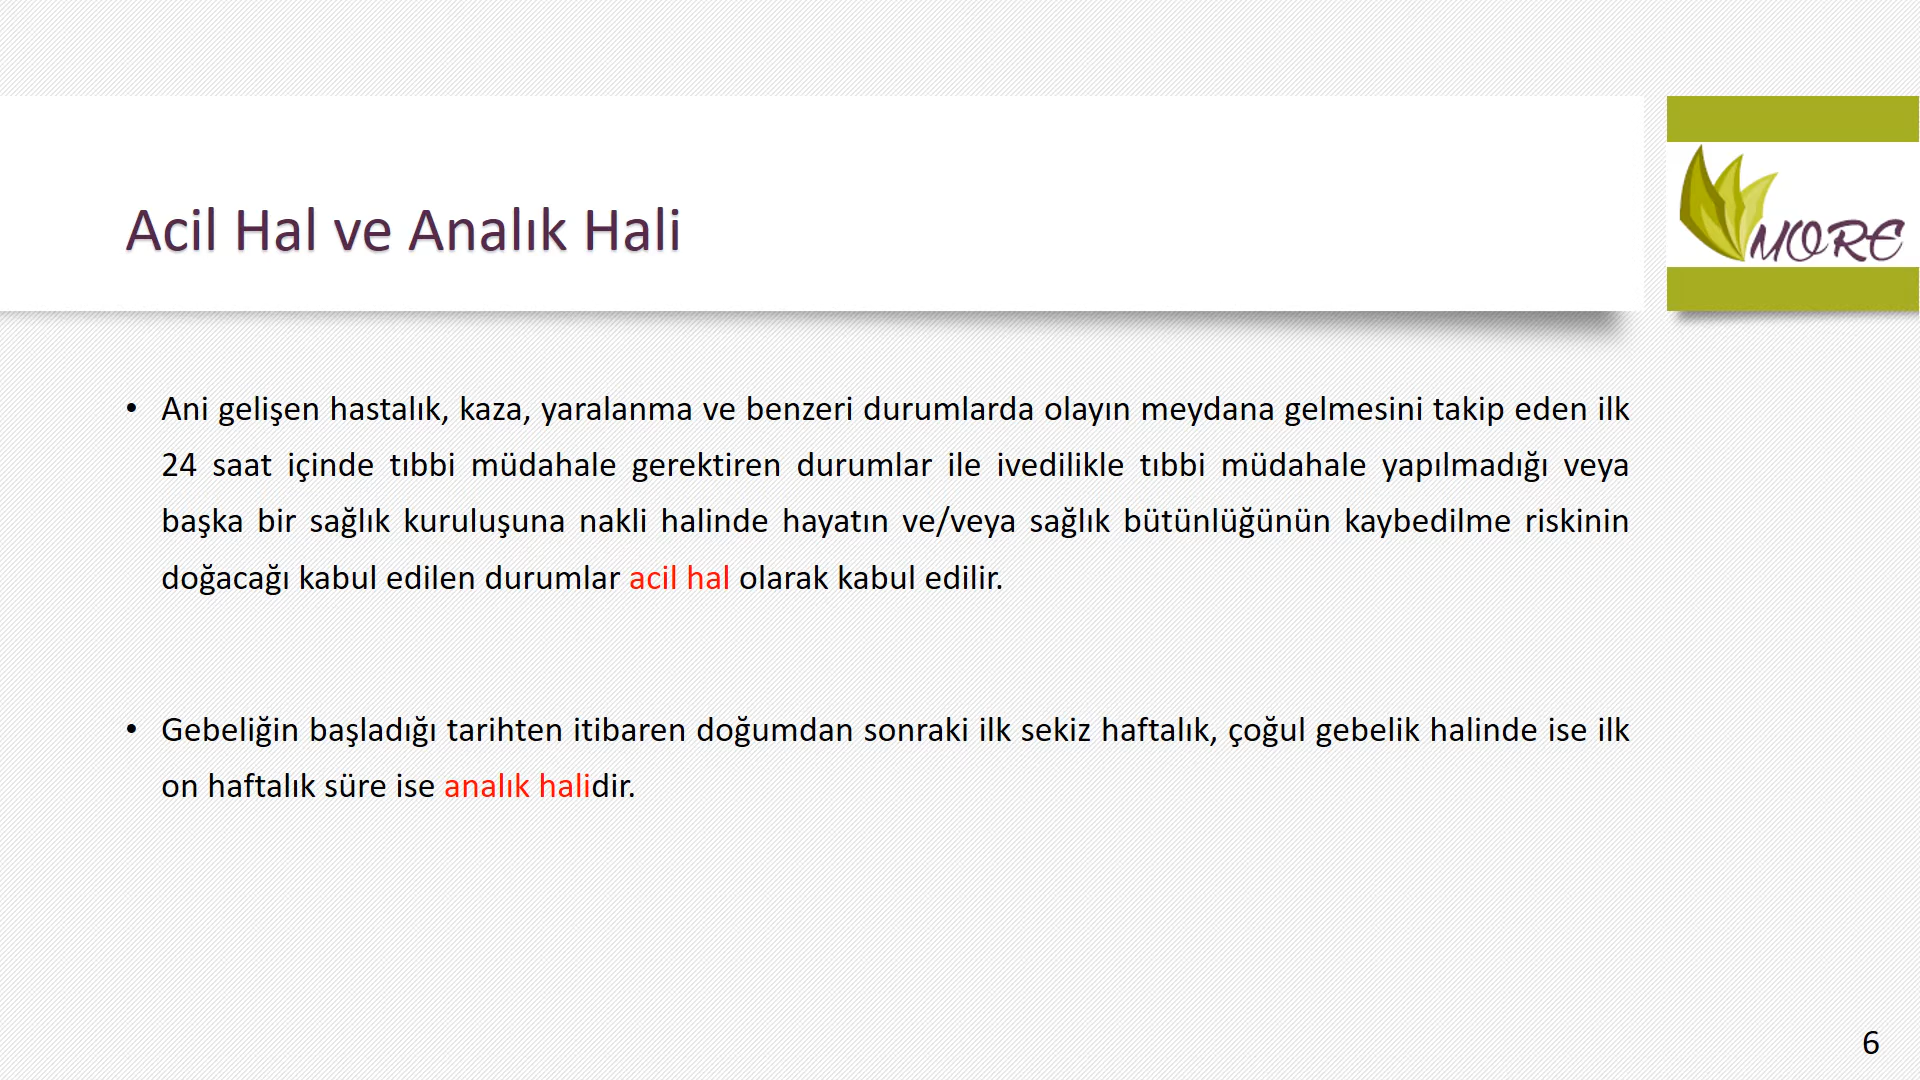 Acil Hal ve Analık Hali
MORE
• Ani gelişen hastalık, kaza, yaralanma ve benzeri durumlarda olayın meydana gelmesini takip eden ilk
24 saat içinde tıbbi müdahale gerektiren durumlar ile ivedilikle tıbbi müdahale yapılmadığı veya
başka bir sağlık kuruluşuna nakli halinde hayatın ve/veya sağlık bütünlüğünün kaybedilme riskinin
doğacağı kabul edilen durumlar acil hal olarak kabul edilir.
• Gebeliğin başladığı tarihten itibaren doğumdan sonraki ilk sekiz haftalık, çoğul gebelik halinde ise ilk
on haftalık süre ise analık halidir.
6